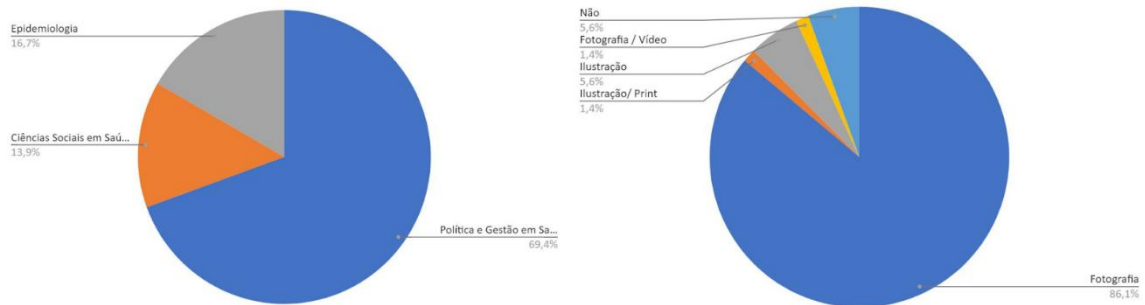 Epidemiologia
16,7%
Ciências Sociais em Saú...
13,9%
Política e Gestão em Sa...
69,4%
Não
5,6%
Fotografia / Vídeo
1,4%
Ilustração
5,6%
Ilustração/ Print
1,4%
Fotografia
86,1%